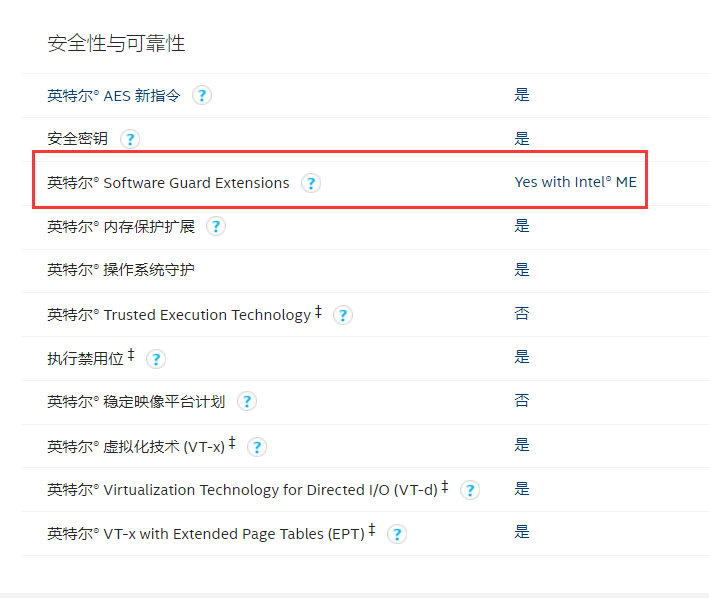 安全性与可靠性
英特尔® AES 新指令 ? 是
安全密钥 ? 是
英特尔® Software Guard Extensions ? Yes with Intel® ME
英特尔® 内存保护扩展 ? 是
英特尔® 操作系统守护 是
英特尔® Trusted Execution Technology ‡ ? 否
执行禁用位 ‡ ? 是
英特尔® 稳定映像平台计划 ? 否
英特尔® 虚拟化技术 (VT-x) ‡ ? 是
英特尔® Virtualization Technology for Directed I/O (VT-d) ‡ ? 是
英特尔® VT-x with Extended Page Tables (EPT) ‡ ? 是